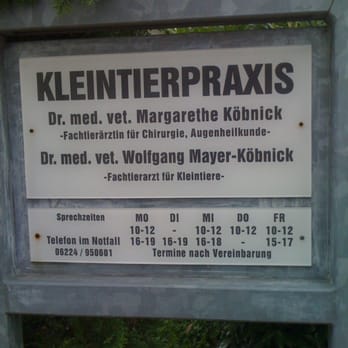 KLEINTIERPRAXIS
Dr. med. vet. Margarethe Köbnick
-Fachtierärztin für Chirurgie, Augenheilkunde-
Dr. med. vet. Wolfgang Mayer-Köbnick
-Fachtierarzt für Kleintiere-
Sprechzeiten MO DI MI DO FR
10-12 - 10-12 10-12 10-12
Telefon im Notfall 16-19 16-19 16-18 - 15-17
06224 / 950601 Termine nach Vereinbarung